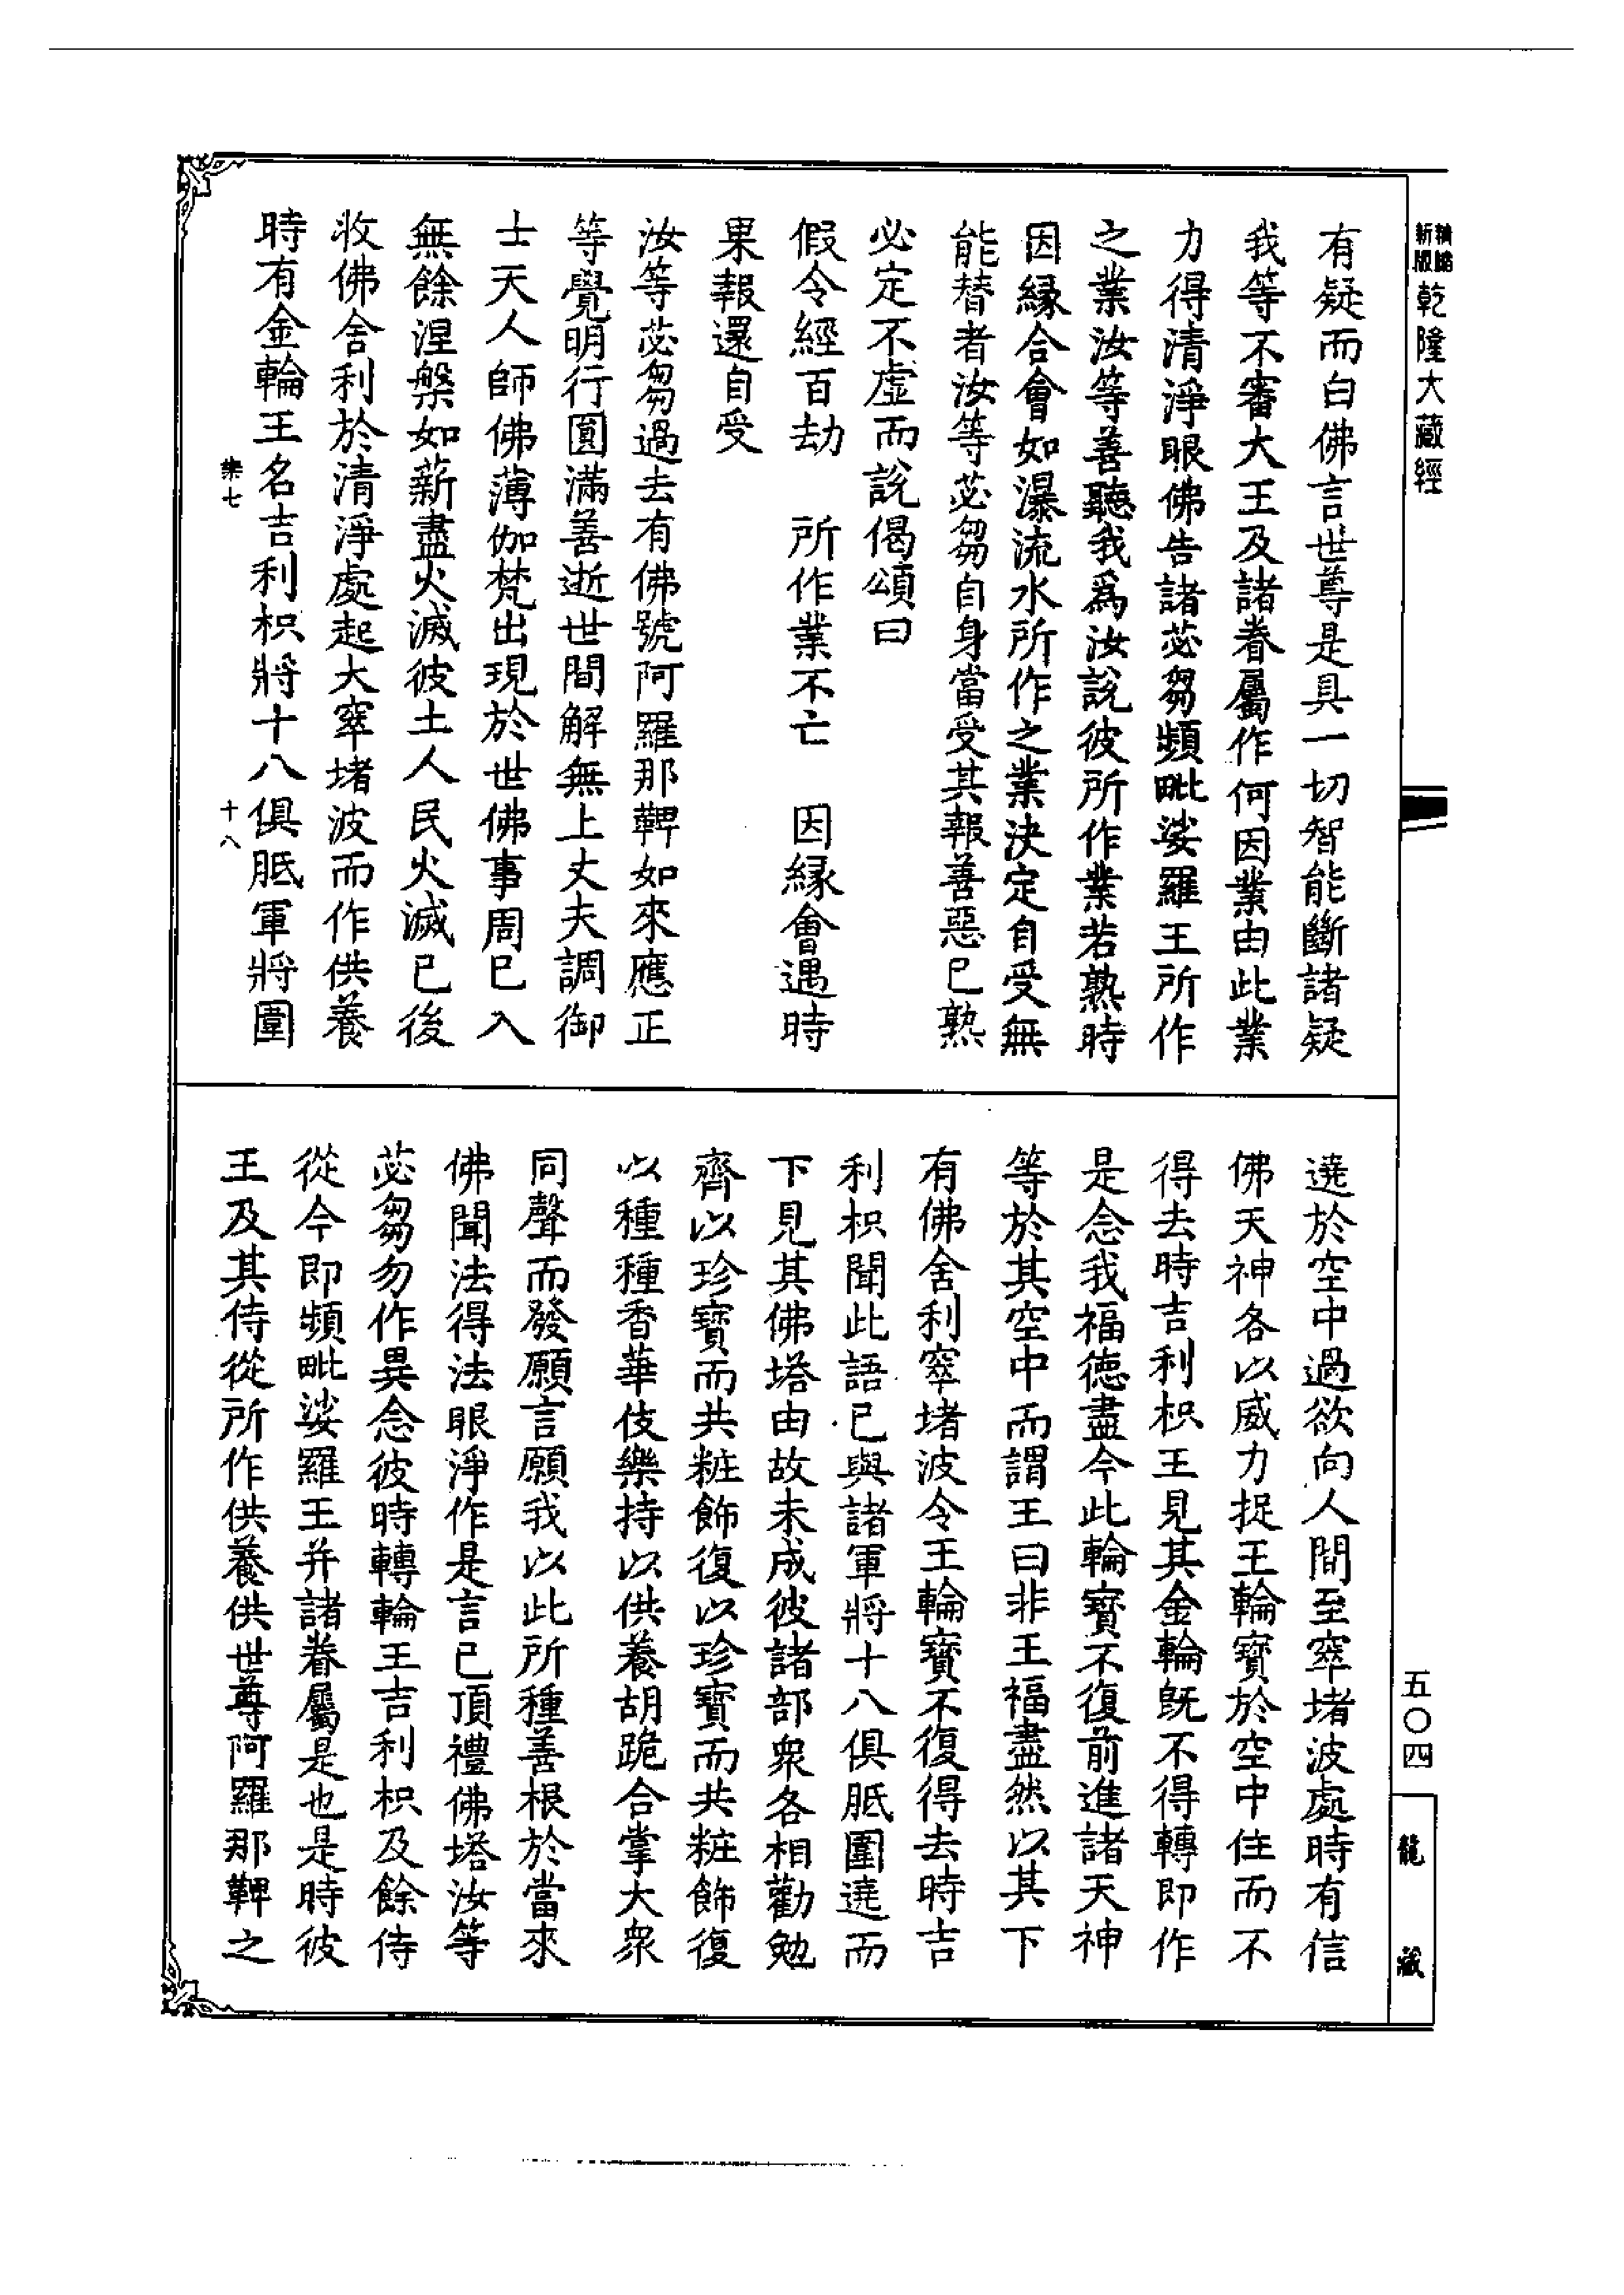 新版精縮乾隆大藏經
有疑而白佛言世尊是具一切智能斷諸疑
我等不審大王及諸眷屬作何因業由此業
力得清淨眼佛告諸苾芻頻毗娑羅王所作
之業汝等善聽我爲汝說彼所作業若熟時
因緣合會如瀑流水所作之業決定自受無
能替者汝等苾芻自身當受其報善惡已熟
必定不虛而說偈頌曰
假令經百劫　所作業不亡　因緣會遇時
果報還自受
汝等苾芻過去有佛號阿羅那鞞如來應正
等覺明行圓滿善逝世間解無上丈夫調御
士天人師佛薄伽梵出現於世佛事周已入
無餘涅槃如薪盡火滅彼土人民火滅已後
收佛舍利於清淨處起大窣堵波而作供養
時有金輪王名吉利枳將十八俱胝軍將圍
七　十八
遶於空中過欲向人間至窣堵波處時有信
佛天神各以威力捉王輪寶於空中住而不
得去時吉利枳王見其金輪旣不得轉即作
是念我福德盡今此輪寶不復前進諸天神
等於其空中而謂王曰非王福盡然以其下
有佛舍利窣堵波令王輪寶不復得去時吉
利枳聞此語已與諸軍將十八俱胝圍遶而
下見其佛塔由故未成彼諸部衆各相勸勉
齊以珍寶而共粧飾復以珍寶而共粧飾復
以種種香華伎樂持以供養胡跪合掌大衆
同聲而發願言願我以此所種善根於當來
佛聞法得法眼淨作是言已頂禮佛塔汝等
苾芻勿作異念彼時轉輪王吉利枳及餘侍
從今即頻毗娑羅王并諸眷屬是也是時彼
王及其侍從所作供養供世尊阿羅那鞞之
五〇四
龍藏